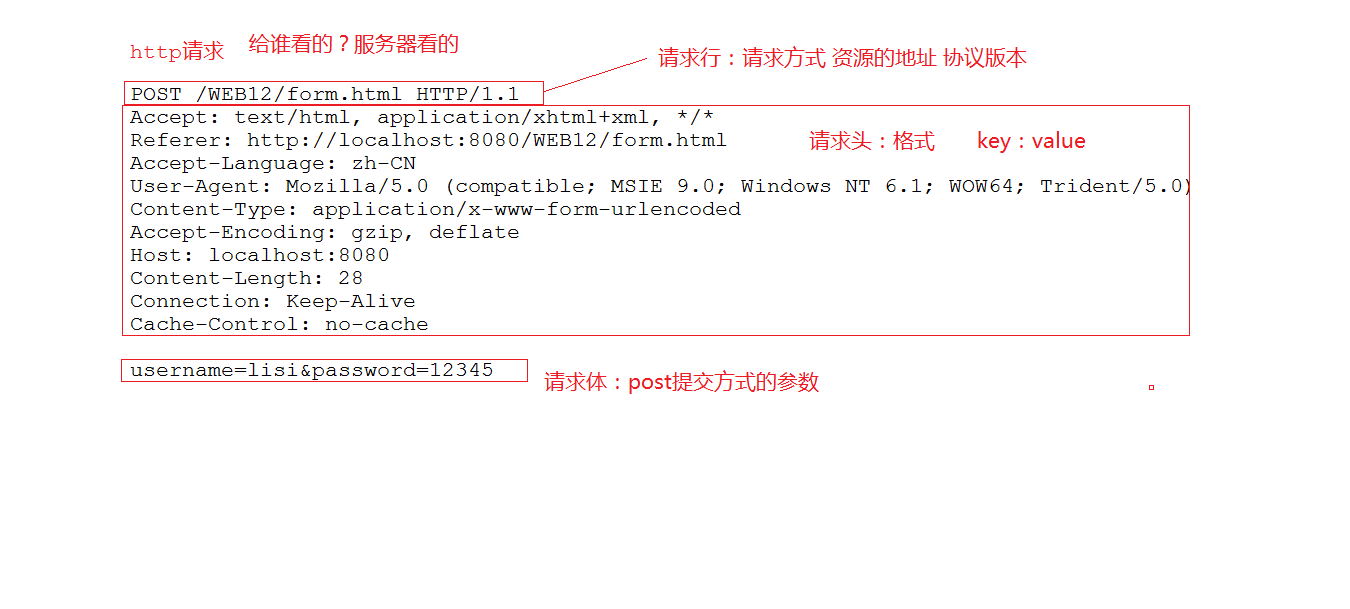 http请求 给谁看的？服务器看的
请求行：请求方式 资源的地址 协议版本
POST /WEB12/form.html HTTP/1.1
Accept: text/html, application/xhtml+xml, */*
Referer: http://localhost:8080/WEB12/form.html
请求头：格式 key：value
Accept-Language: zh-CN
User-Agent: Mozilla/5.0 (compatible; MSIE 9.0; Windows NT 6.1; WOW64; Trident/5.0)
Content-Type: application/x-www-form-urlencoded
Accept-Encoding: gzip, deflate
Host: localhost:8080
Content-Length: 28
Connection: Keep-Alive
Cache-Control: no-cache
username=lisi&password=12345
请求体：post提交方式的参数